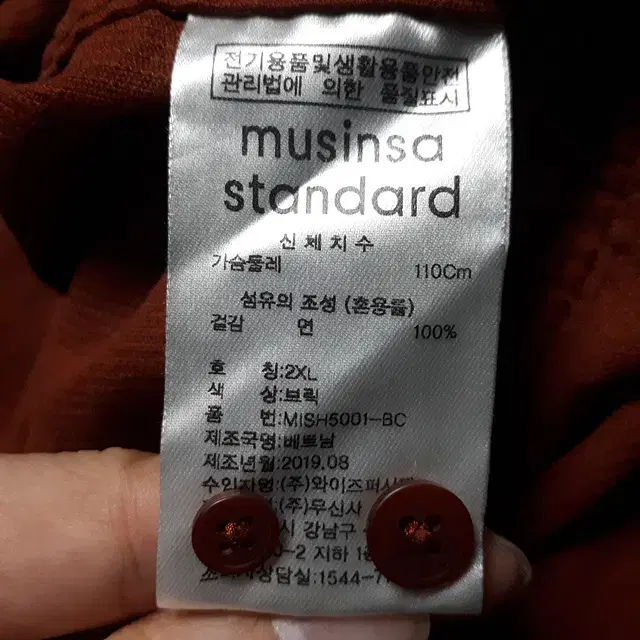 전기용품및생활용품안전
관리법에 의한 품질표시
musinsa
standard
신체치수
가슴둘레 110Cm
섬유의 조성 (혼용률)
겉감 면 100%
호 칭:2XL
색 상:브릭
품 번:MISH5001-BC
제조국명:베트남
제조년월:2019.08
수입자명:(주)와이즈퍼시픽
(주)무신사
시 강남구
-2 지하
상담실:1544-7